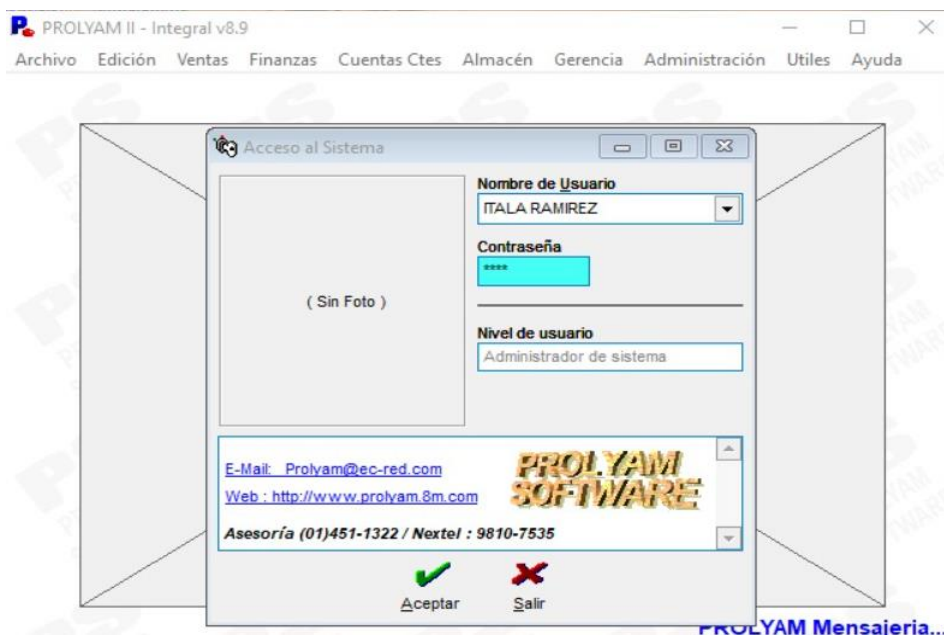 PROLYAM II - Integral v8.9
Archivo Edición Ventas Finanzas Cuentas Ctes Almacén Gerencia Administración Utiles Ayuda
Acceso al Sistema
Nombre de Usuario
ITALA RAMIREZ
Contraseña
****
( Sin Foto )
Nivel de usuario
Administrador de sistema
E-Mail: Prolyam@ec-red.com
PROLYAM
SOFTWARE
Web : http://www.prolyam.8m.com
Asesoría (01)451-1322 / Nextel : 9810-7535
Aceptar Salir
PROLYAM Mensajeria...